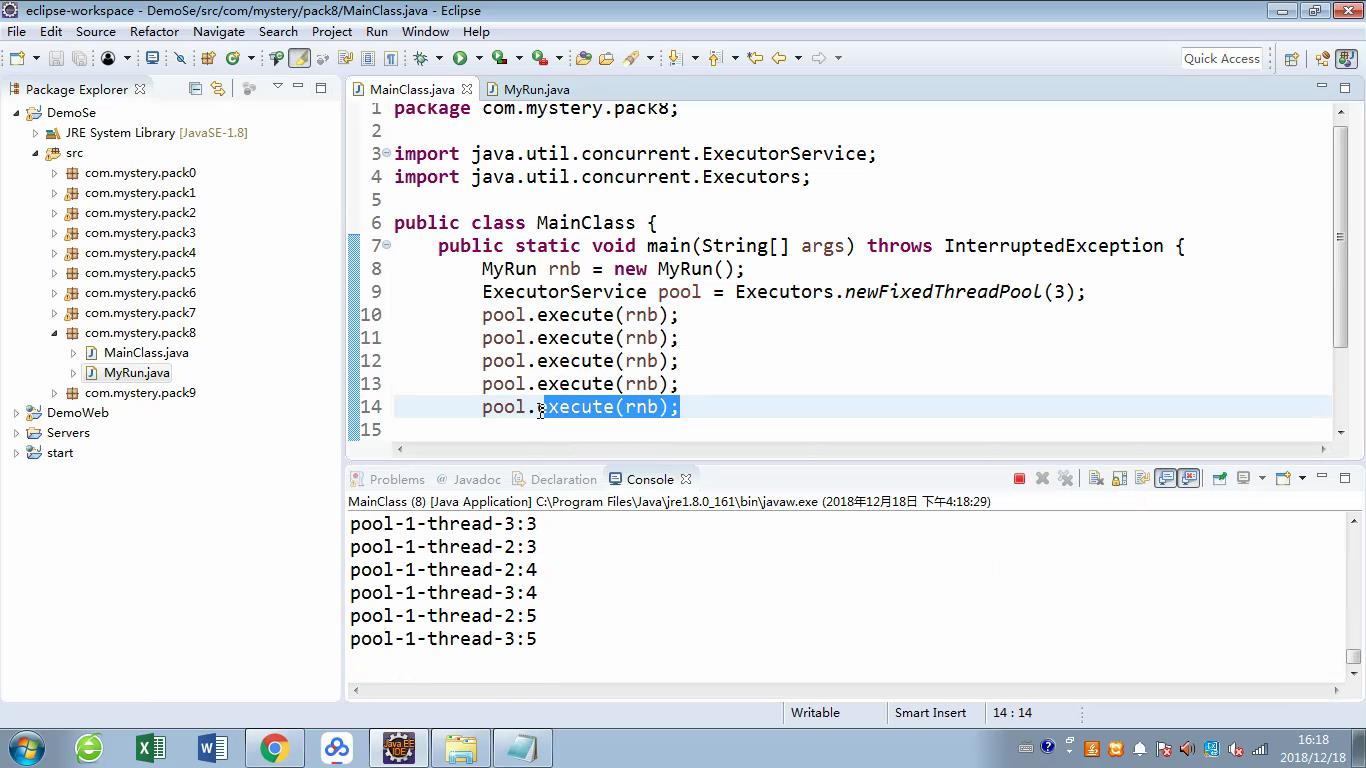 eclipse-workspace - DemoSe/src/com/mystery/pack8/MainClass.java - Eclipse
File Edit Source Refactor Navigate Search Project Run Window Help
Quick Access
Package Explorer
DemoSe
JRE System Library [JavaSE-1.8]
src
com.mystery.pack0
com.mystery.pack1
com.mystery.pack2
com.mystery.pack3
com.mystery.pack4
com.mystery.pack5
com.mystery.pack6
com.mystery.pack7
com.mystery.pack8
MainClass.java
MyRun.java
com.mystery.pack9
DemoWeb
Servers
start
MainClass.java MyRun.java
1 package com.mystery.pack8;
2
3 import java.util.concurrent.ExecutorService;
4 import java.util.concurrent.Executors;
5
6 public class MainClass {
7 public static void main(String[] args) throws InterruptedException {
8 MyRun rnb = new MyRun();
9 ExecutorService pool = Executors.newFixedThreadPool(3);
10 pool.execute(rnb);
11 pool.execute(rnb);
12 pool.execute(rnb);
13 pool.execute(rnb);
14 pool.execute(rnb);
15
Problems @ Javadoc Declaration Console
MainClass (8) [Java Application] C:\Program Files\Java\jre1.8.0_161\bin\javaw.exe (2018年12月18日 下午4:18:29)
pool-1-thread-3:3
pool-1-thread-2:3
pool-1-thread-2:4
pool-1-thread-3:4
pool-1-thread-2:5
pool-1-thread-3:5
Writable Smart Insert 14 : 14
Java EE IDE
16:18
2018/12/18